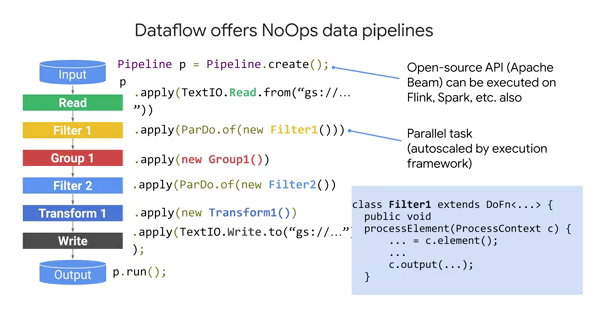 Dataflow offers NoOps data pipelines
Input
Pipeline p = Pipeline.create();
p
Open-source API (Apache
Beam) can be executed on
Flink, Spark, etc. also
Read
.apply(TextIO.Read.from(“gs://…
”))
Filter 1
.apply(ParDo.of(new Filter1()))
Parallel task
(autoscaled by execution
framework)
Group 1
.apply(new Group1())
Filter 2
.apply(ParDo.of(new Filter2())
Transform 1
.apply(new Transform1())
Write
.apply(TextIO.Write.to(“gs://…”)
);
Output
p.run();
class Filter1 extends DoFn<...> {
public void
processElement(ProcessContext c) {
... = c.element();
...
c.output(...);
}